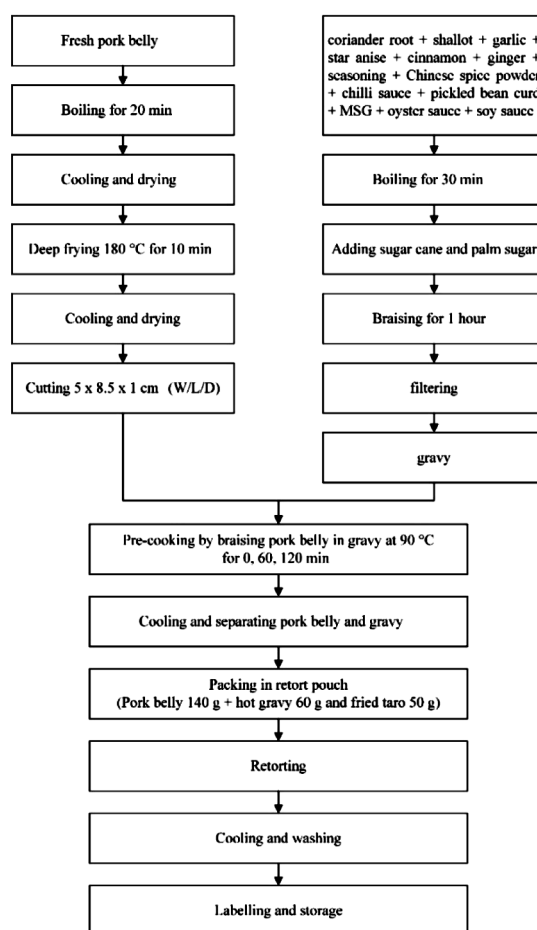 Fresh pork belly
Boiling for 20 min
Cooling and drying
Deep frying 180 °C for 10 min
Cooling and drying
Cutting 5 x 8.5 x 1 cm (W/L/D)
coriander root + shallot + garlic +
star anise + cinnamon + ginger +
seasoning + Chinese spice powder
+ chilli sauce + pickled bean curd
+ MSG + oyster sauce + soy sauce
Boiling for 30 min
Adding sugar cane and palm sugar
Braising for 1 hour
filtering
gravy
Pre-cooking by braising pork belly in gravy at 90 °C
for 0, 60, 120 min
Cooling and separating pork belly and gravy
Packing in retort pouch
(Pork belly 140 g + hot gravy 60 g and fried taro 50 g)
Retorting
Cooling and washing
Labelling and storage